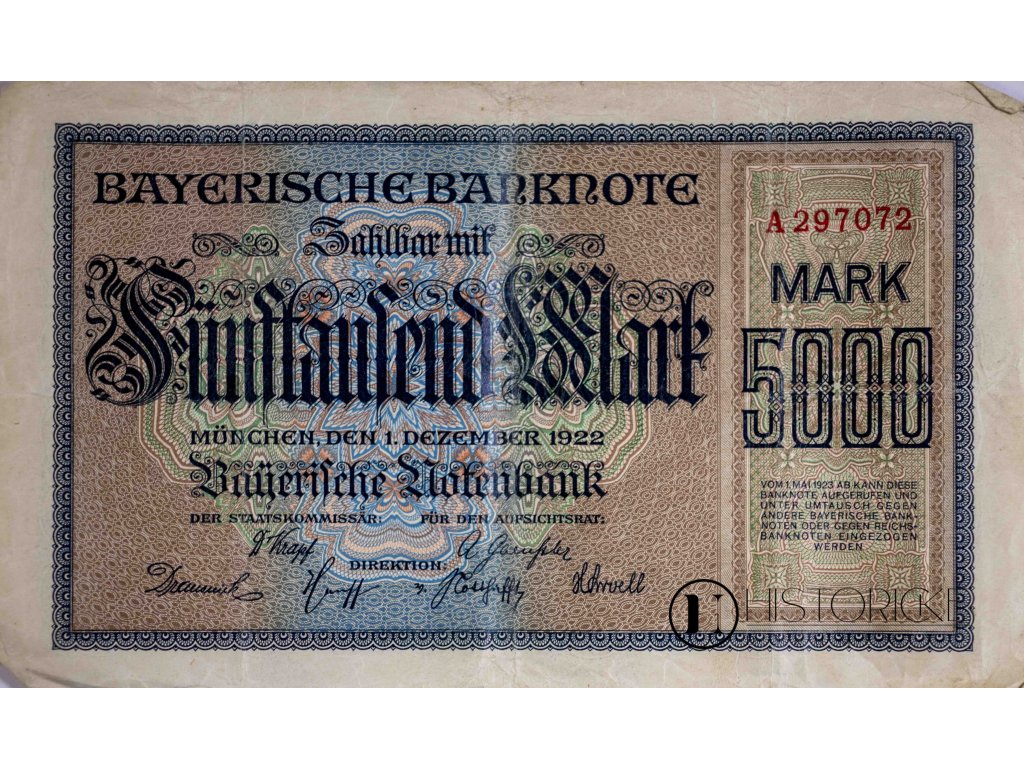 BAYERISCHE BANKNOTE
Zahlbar mit
Fünftausend Mark
MÜNCHEN, DEN 1. DEZEMBER 1922
Bayerische Notenbank
DER STAATSKOMMISSÄR: FÜR DEN AUFSICHTSRAT:
DIREKTION:
A 297072
MARK
5000
VOM 1. MAI 1923 AB KANN DIESE
BANKNOTE AUFGERUFEN UND
UNTER UMTAUSCH GEGEN
ANDERE BAYERISCHE BANK-
NOTEN ODER GEGEN REICHS-
BANKNOTEN EINGEZOGEN
WERDEN
HISTORICKÉ